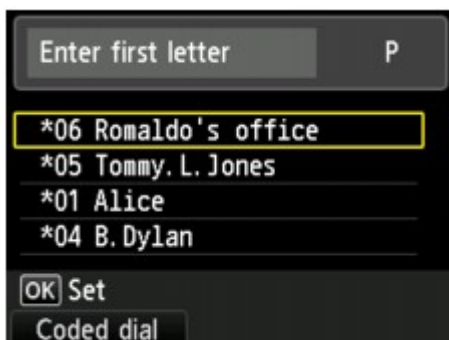 Enter first letter P
*06 Romaldo's office
*05 Tommy.L.Jones
*01 Alice
*04 B.Dylan
OK Set
Coded dial